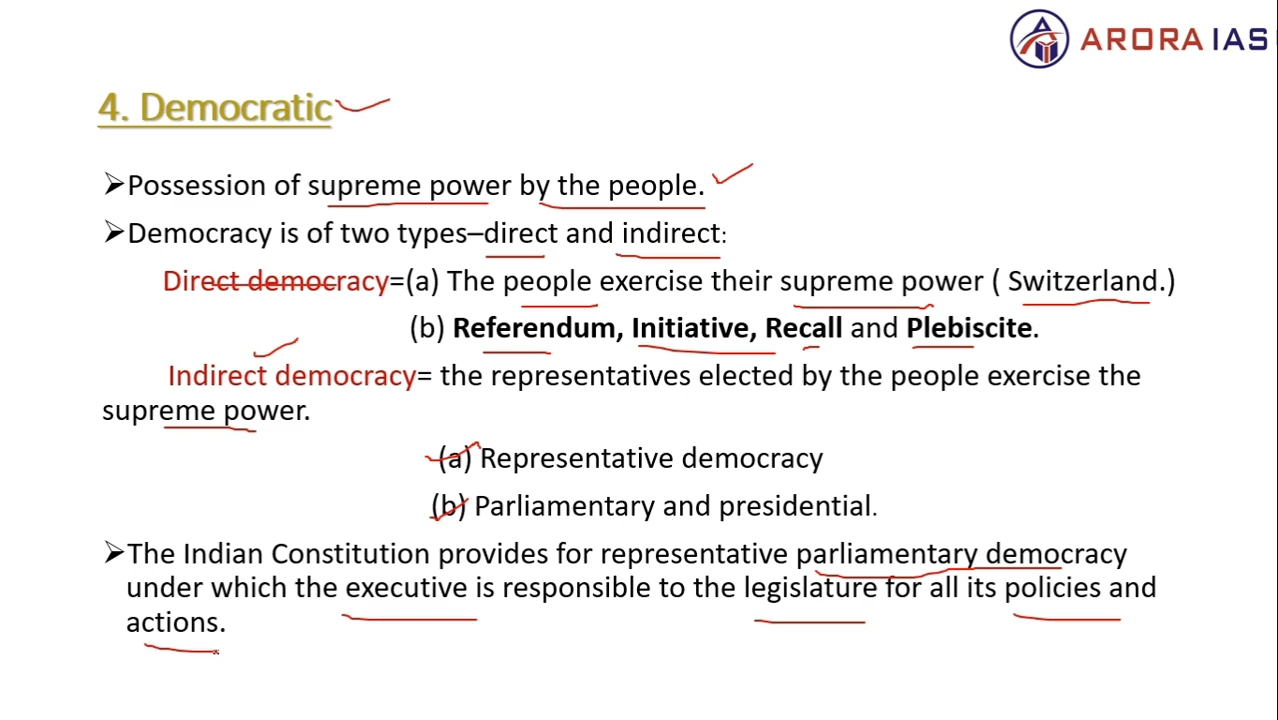 ARORA IAS
4. Democratic
➢Possession of supreme power by the people.
➢Democracy is of two types–direct and indirect:
Direct democracy=(a) The people exercise their supreme power ( Switzerland.)
(b) Referendum, Initiative, Recall and Plebiscite.
Indirect democracy= the representatives elected by the people exercise the
supreme power.
(a) Representative democracy
(b) Parliamentary and presidential.
➢The Indian Constitution provides for representative parliamentary democracy
under which the executive is responsible to the legislature for all its policies and
actions.